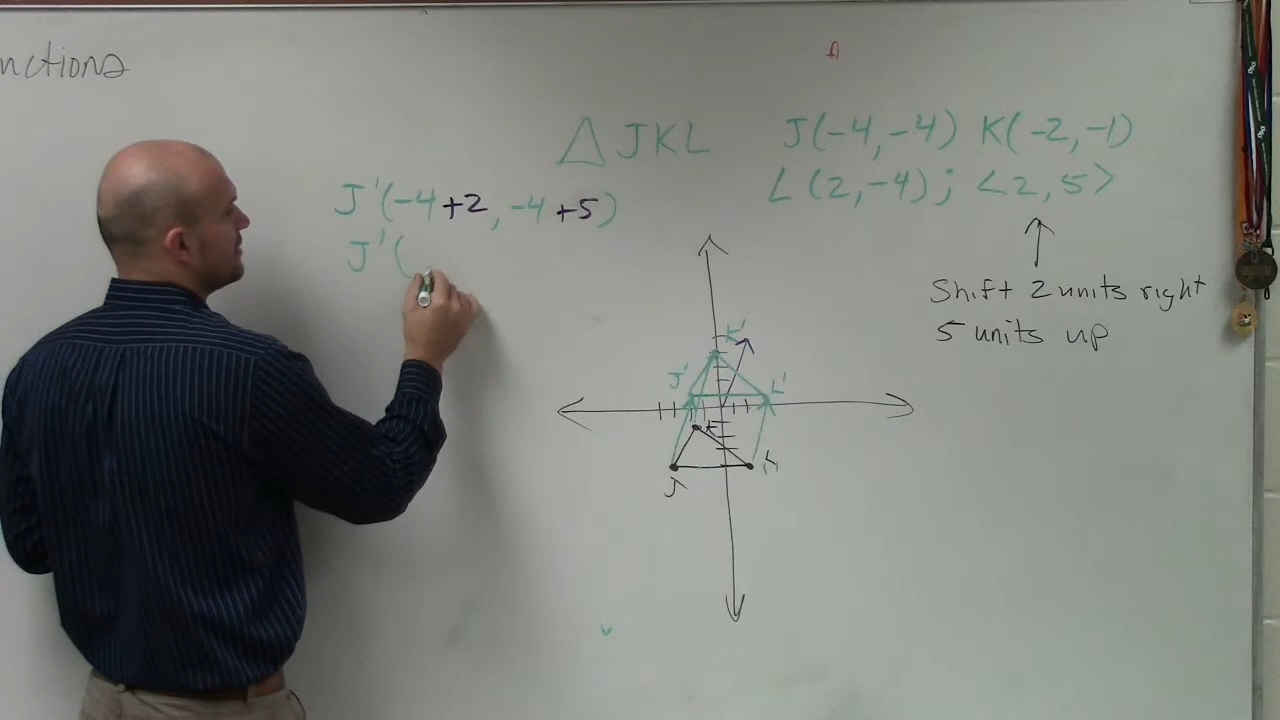 nctions
△ JKL J(-4,-4) K(-2,-1)
L(2,-4); <2,5>
J'(-4+2,-4+5)
J'(
Shift 2 units right
5 units up
K'
J'
L'
K
J